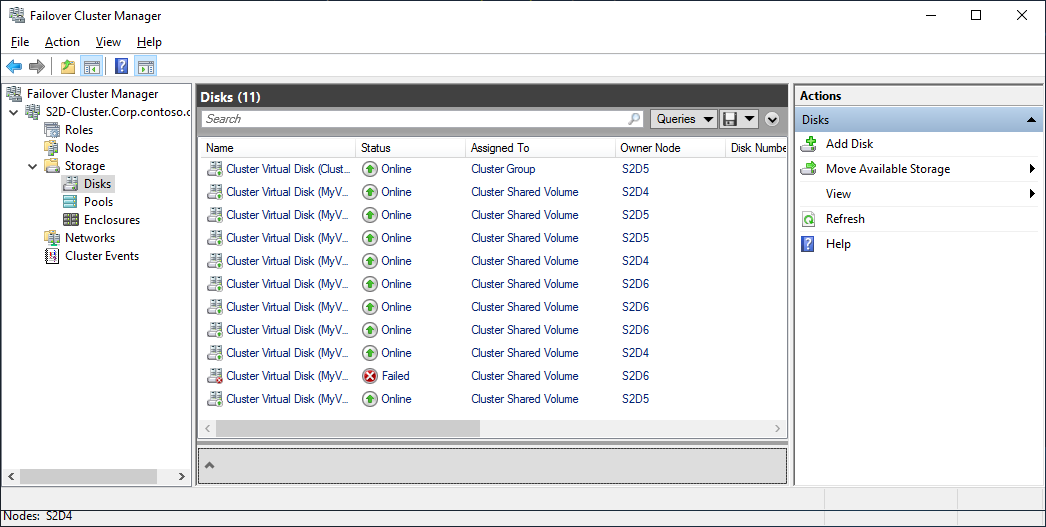 Failover Cluster Manager
File Action View Help
Failover Cluster Manager
S2D-Cluster.Corp.contoso.c
Roles
Nodes
Storage
Disks
Pools
Enclosures
Networks
Cluster Events
Disks (11)
Search
Queries
Name Status Assigned To Owner Node Disk Numbe
Cluster Virtual Disk (Clust... Online Cluster Group S2D5
Cluster Virtual Disk (MyV... Online Cluster Shared Volume S2D4
Cluster Virtual Disk (MyV... Online Cluster Shared Volume S2D5
Cluster Virtual Disk (MyV... Online Cluster Shared Volume S2D5
Cluster Virtual Disk (MyV... Online Cluster Shared Volume S2D4
Cluster Virtual Disk (MyV... Online Cluster Shared Volume S2D6
Cluster Virtual Disk (MyV... Online Cluster Shared Volume S2D6
Cluster Virtual Disk (MyV... Online Cluster Shared Volume S2D6
Cluster Virtual Disk (MyV... Online Cluster Shared Volume S2D4
Cluster Virtual Disk (MyV... Failed Cluster Shared Volume S2D6
Cluster Virtual Disk (MyV... Online Cluster Shared Volume S2D5
Actions
Disks
Add Disk
Move Available Storage
View
Refresh
Help
Nodes: S2D4